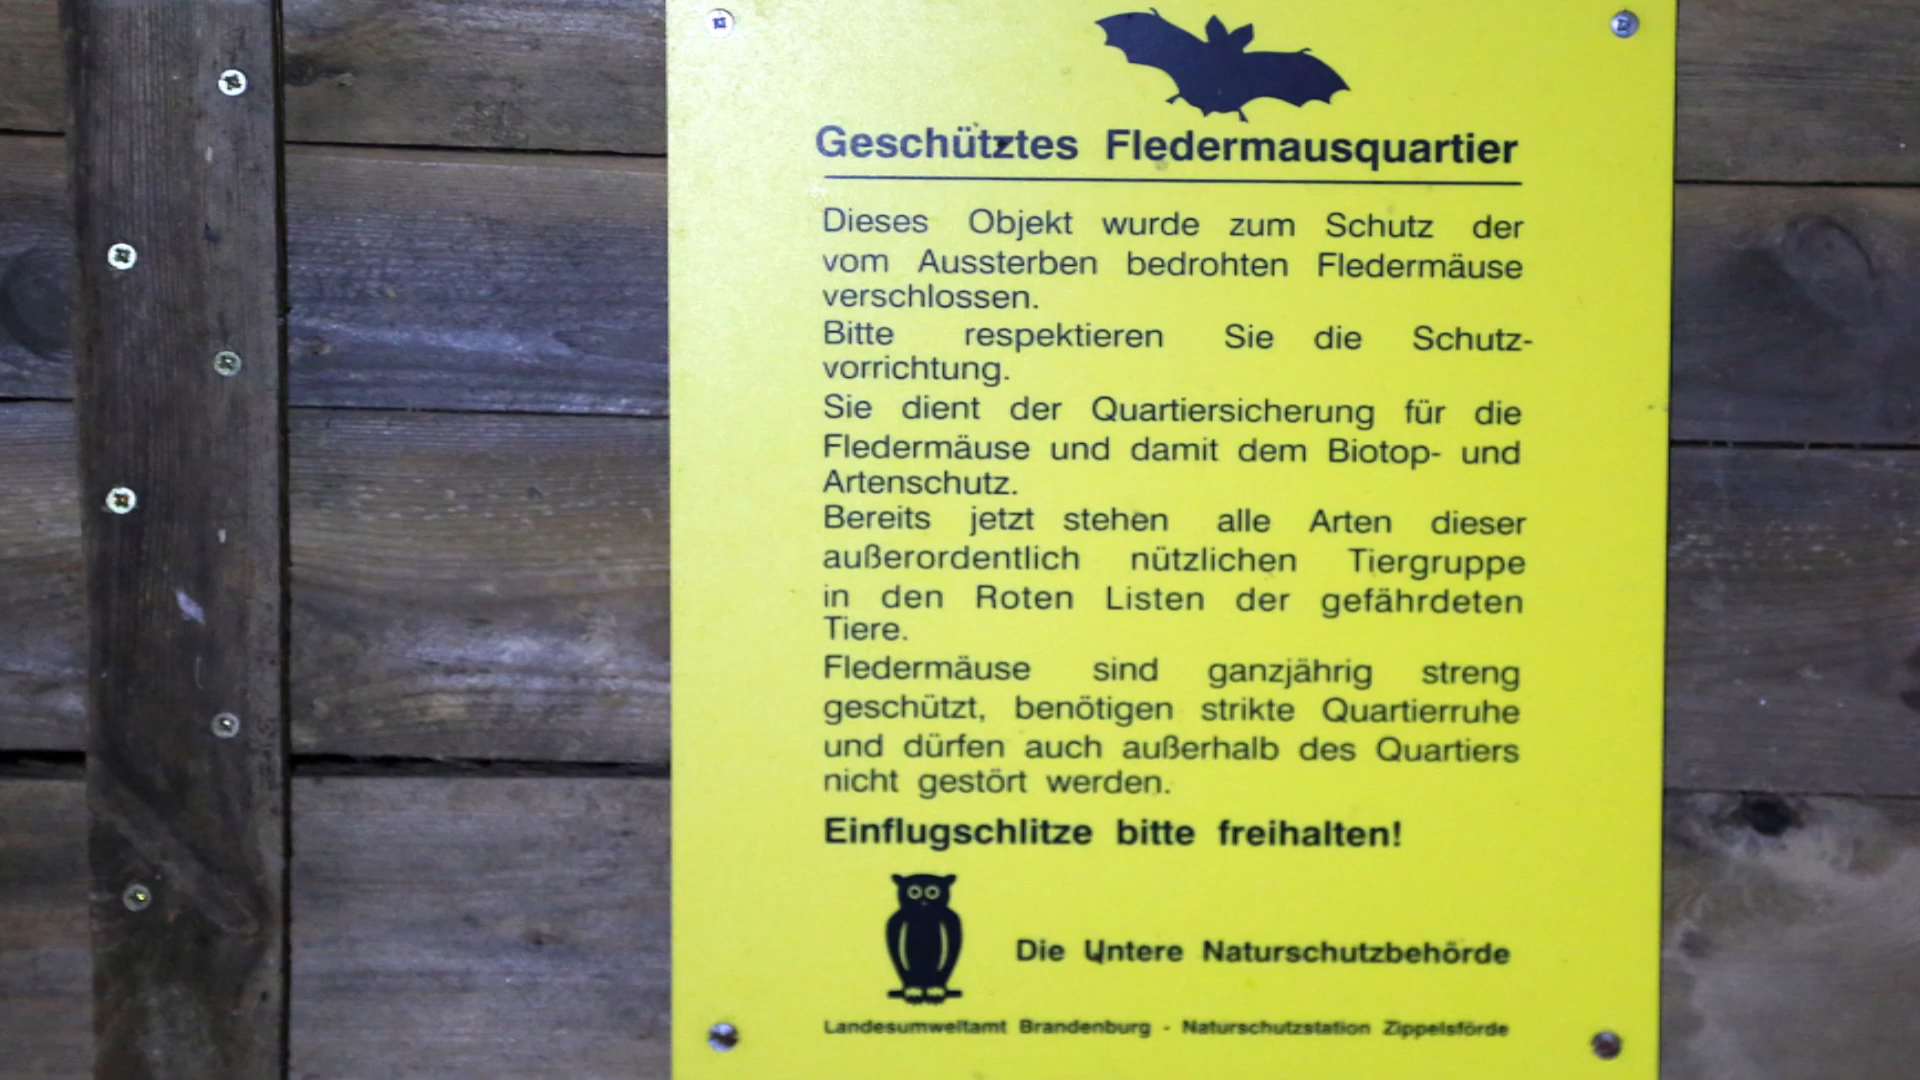 Geschütztes Fledermausquartier
Dieses Objekt wurde zum Schutz der
vom Aussterben bedrohten Fledermäuse
verschlossen.
Bitte respektieren Sie die Schutz-
vorrichtung.
Sie dient der Quartiersicherung für die
Fledermäuse und damit dem Biotop- und
Artenschutz.
Bereits jetzt stehen alle Arten dieser
außerordentlich nützlichen Tiergruppe
in den Roten Listen der gefährdeten
Tiere.
Fledermäuse sind ganzjährig streng
geschützt, benötigen strikte Quartierruhe
und dürfen auch außerhalb des Quartiers
nicht gestört werden.
Einflugschlitze bitte freihalten!
Die Untere Naturschutzbehörde
Landesumweltamt Brandenburg - Naturschutzstation Zippelsförde